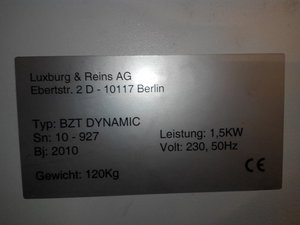 Luxburg & Reins AG
Ebertstr. 2 D - 10117 Berlin
Typ: BZT DYNAMIC
Sn: 10 - 927 Leistung: 1,5KW
Bj: 2010 Volt: 230, 50Hz
Gewicht: 120Kg CE